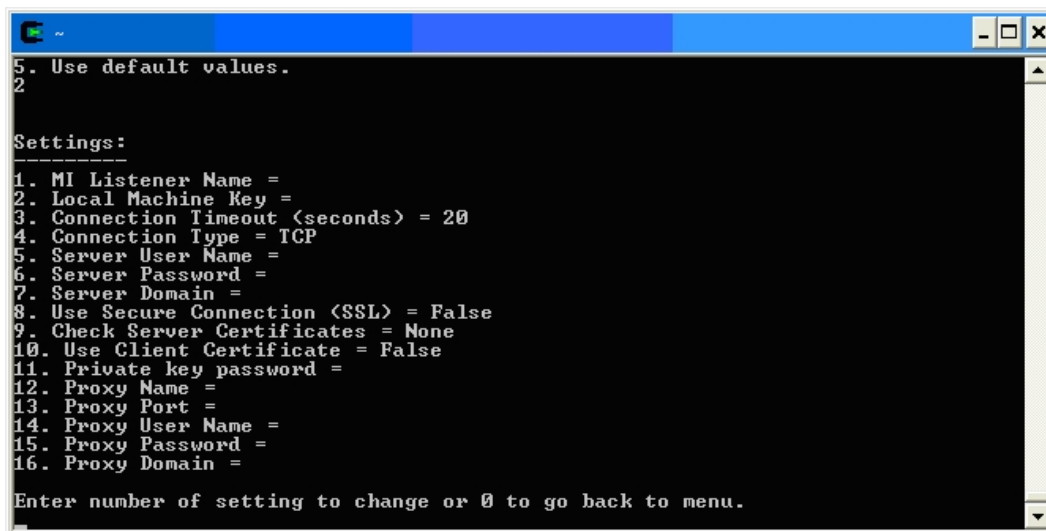 ~
5. Use default values.
2
Settings:
---------
1. MI Listener Name =
2. Local Machine Key =
3. Connection Timeout (seconds) = 20
4. Connection Type = TCP
5. Server User Name =
6. Server Password =
7. Server Domain =
8. Use Secure Connection (SSL) = False
9. Check Server Certificates = None
10. Use Client Certificate = False
11. Private key password =
12. Proxy Name =
13. Proxy Port =
14. Proxy User Name =
15. Proxy Password =
16. Proxy Domain =
Enter number of setting to change or 0 to go back to menu.